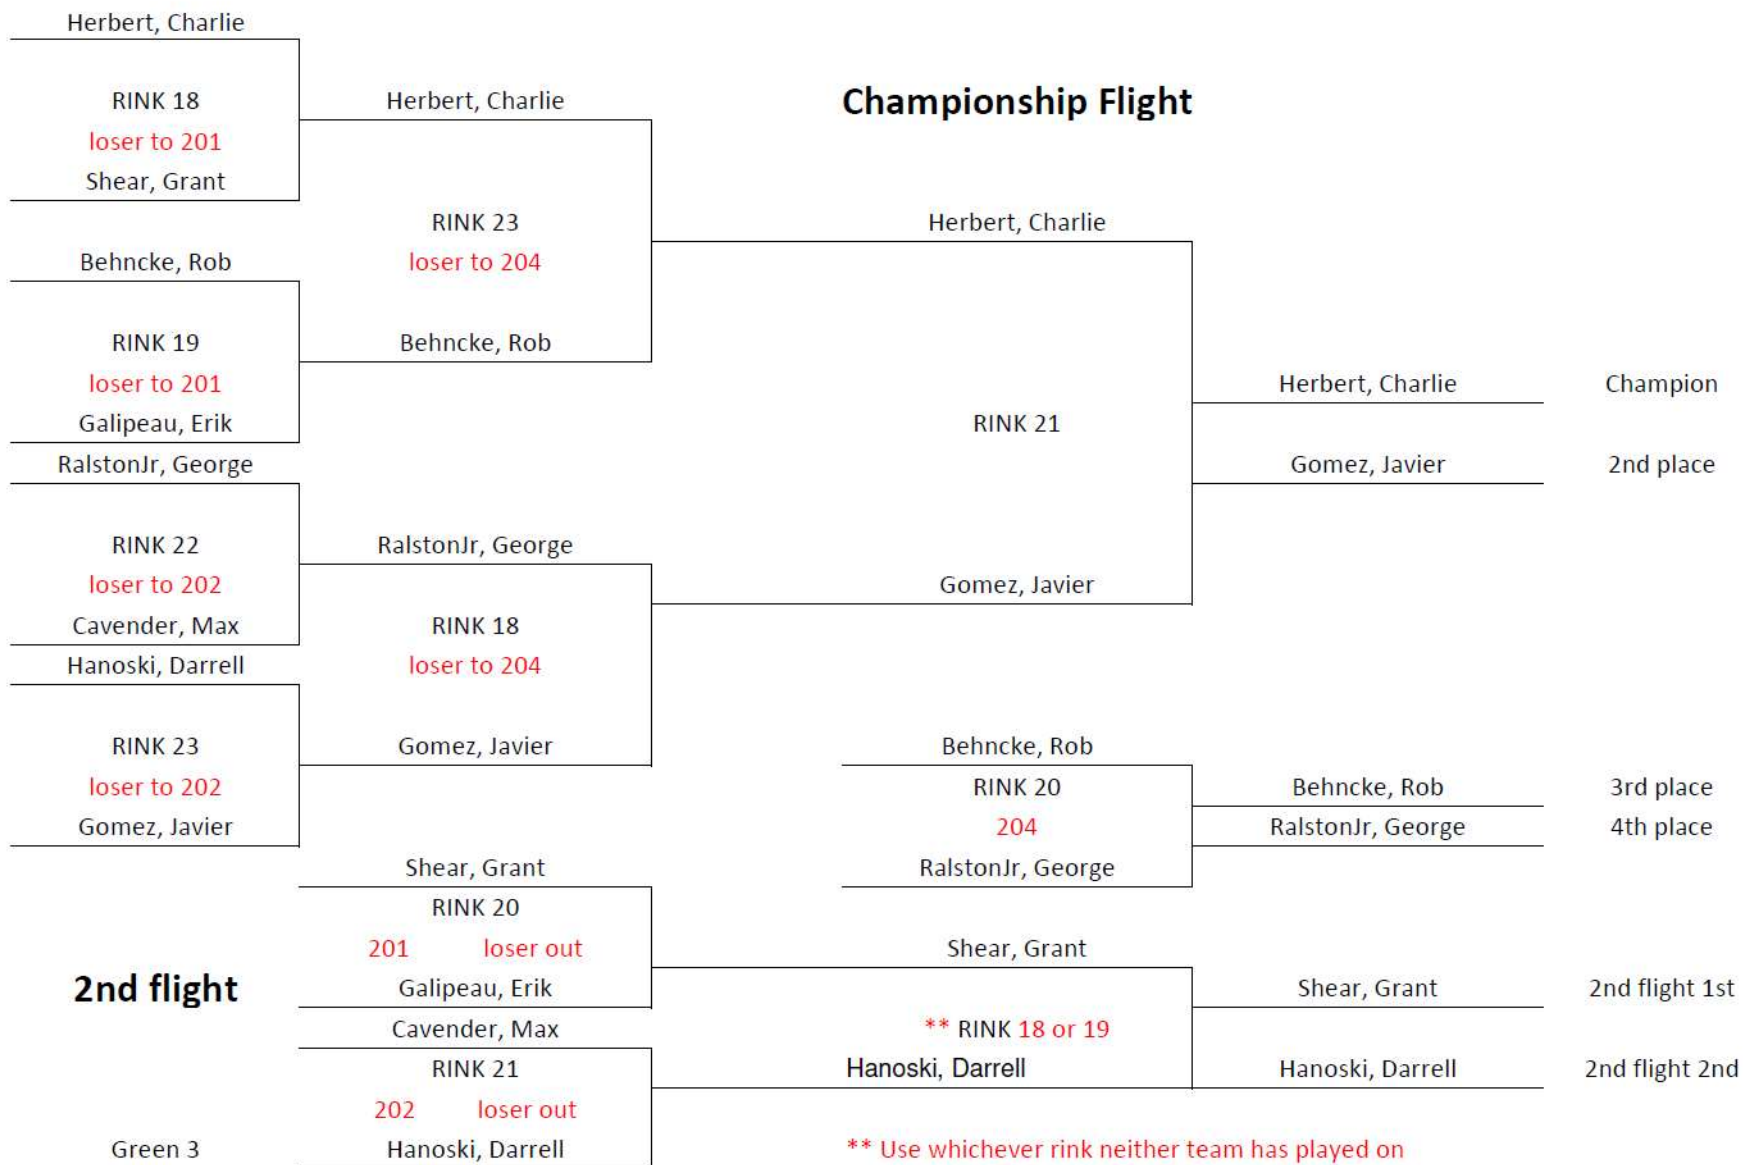 Herbert, Charlie
RINK 18
Herbert, Charlie
Championship Flight
loser to 201
Shear, Grant
RINK 23
Herbert, Charlie
Behncke, Rob
loser to 204
RINK 19
Behncke, Rob
loser to 201
Herbert, Charlie
Champion
Galipeau, Erik
RINK 21
RalstonJr, George
Gomez, Javier
2nd place
RINK 22
RalstonJr, George
loser to 202
Gomez, Javier
Cavender, Max
RINK 18
Hanoski, Darrell
loser to 204
RINK 23
Gomez, Javier
Behncke, Rob
loser to 202
RINK 20
Behncke, Rob
3rd place
Gomez, Javier
204
RalstonJr, George
4th place
Shear, Grant
RalstonJr, George
RINK 20
201 loser out
Shear, Grant
2nd flight
Galipeau, Erik
Shear, Grant
2nd flight 1st
Cavender, Max
** RINK 18 or 19
RINK 21
Hanoski, Darrell
Hanoski, Darrell
2nd flight 2nd
202 loser out
Green 3
Hanoski, Darrell
** Use whichever rink neither team has played on